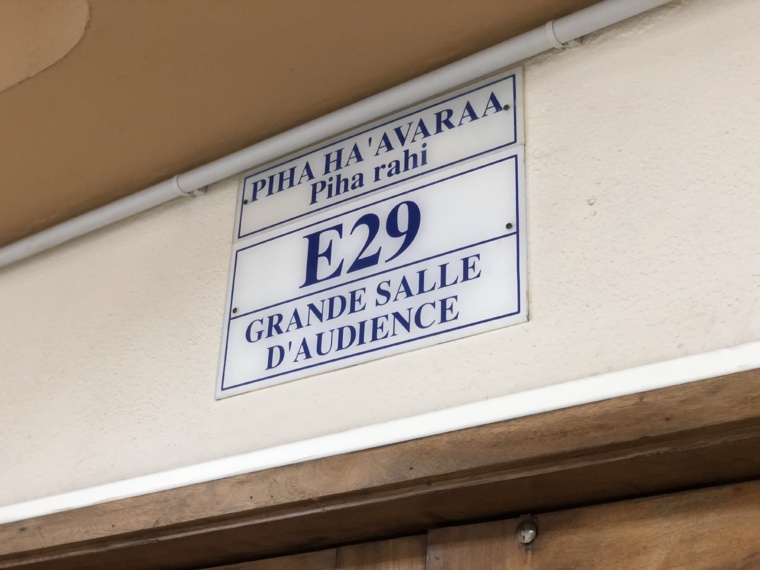 PIHA HA'AVARAA
Piha rahi
E29
GRANDE SALLE
D'AUDIENCE